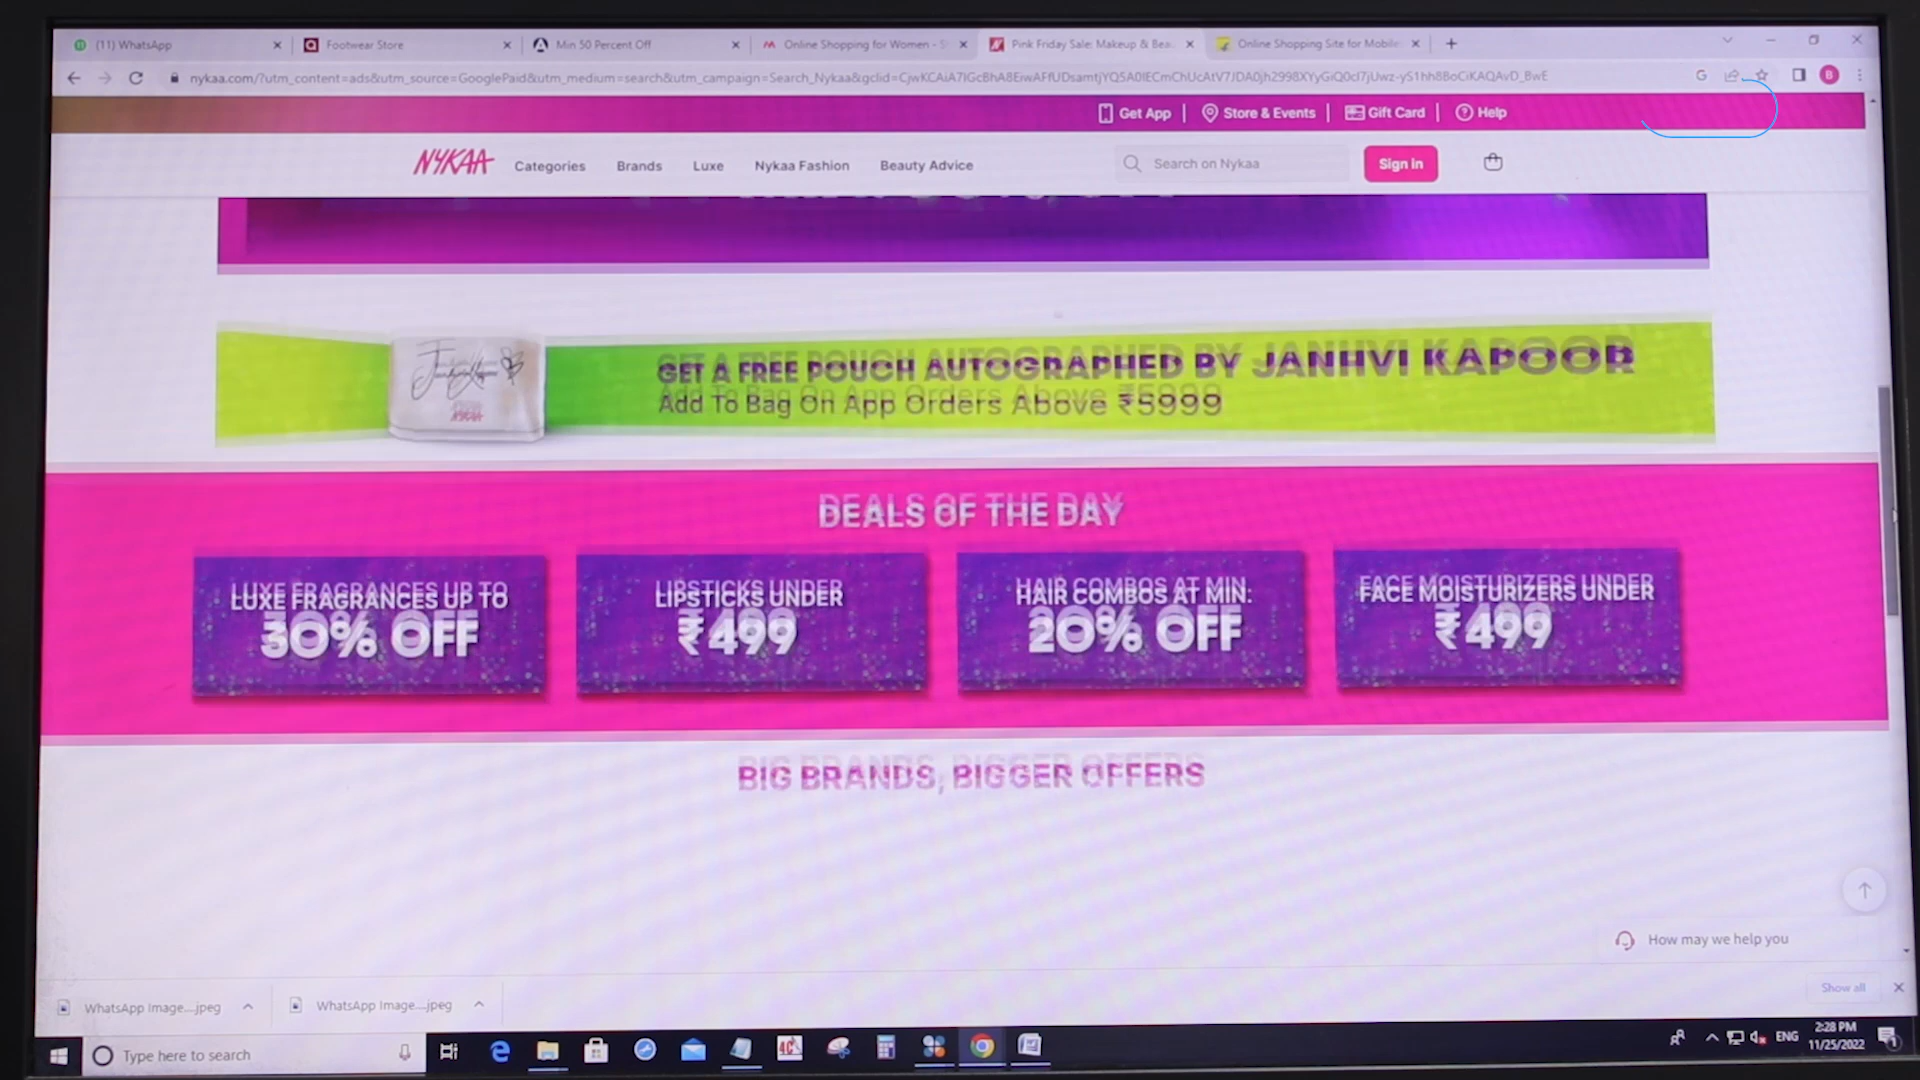 (11) WhatsApp
Footwear Store
Min 50 Percent Off
Online Shopping for Women - S
Pink Friday Sale: Makeup & Bea
Online Shopping Site for Mobile
Get App
Store & Events
Gift Card
Help
NYKAA
Categories
Brands
Luxe
Nykaa Fashion
Beauty Advice
Search on Nykaa
Sign in
NYKAA
GET A FREE POUCH AUTOGRAPHED BY JANHVI KAPOOR
Add To Bag On App Orders Above ₹5999
DEALS OF THE DAY
LUXE FRAGRANCES UP TO
30% OFF
LIPSTICKS UNDER
₹499
HAIR COMBOS AT MIN.
20% OFF
FACE MOISTURIZERS UNDER
₹499
BIG BRANDS, BIGGER OFFERS
How may we help you
WhatsApp Image....jpeg
WhatsApp Image....jpeg
Show all
Type here to search
ENG
2:28 PM
11/25/2022